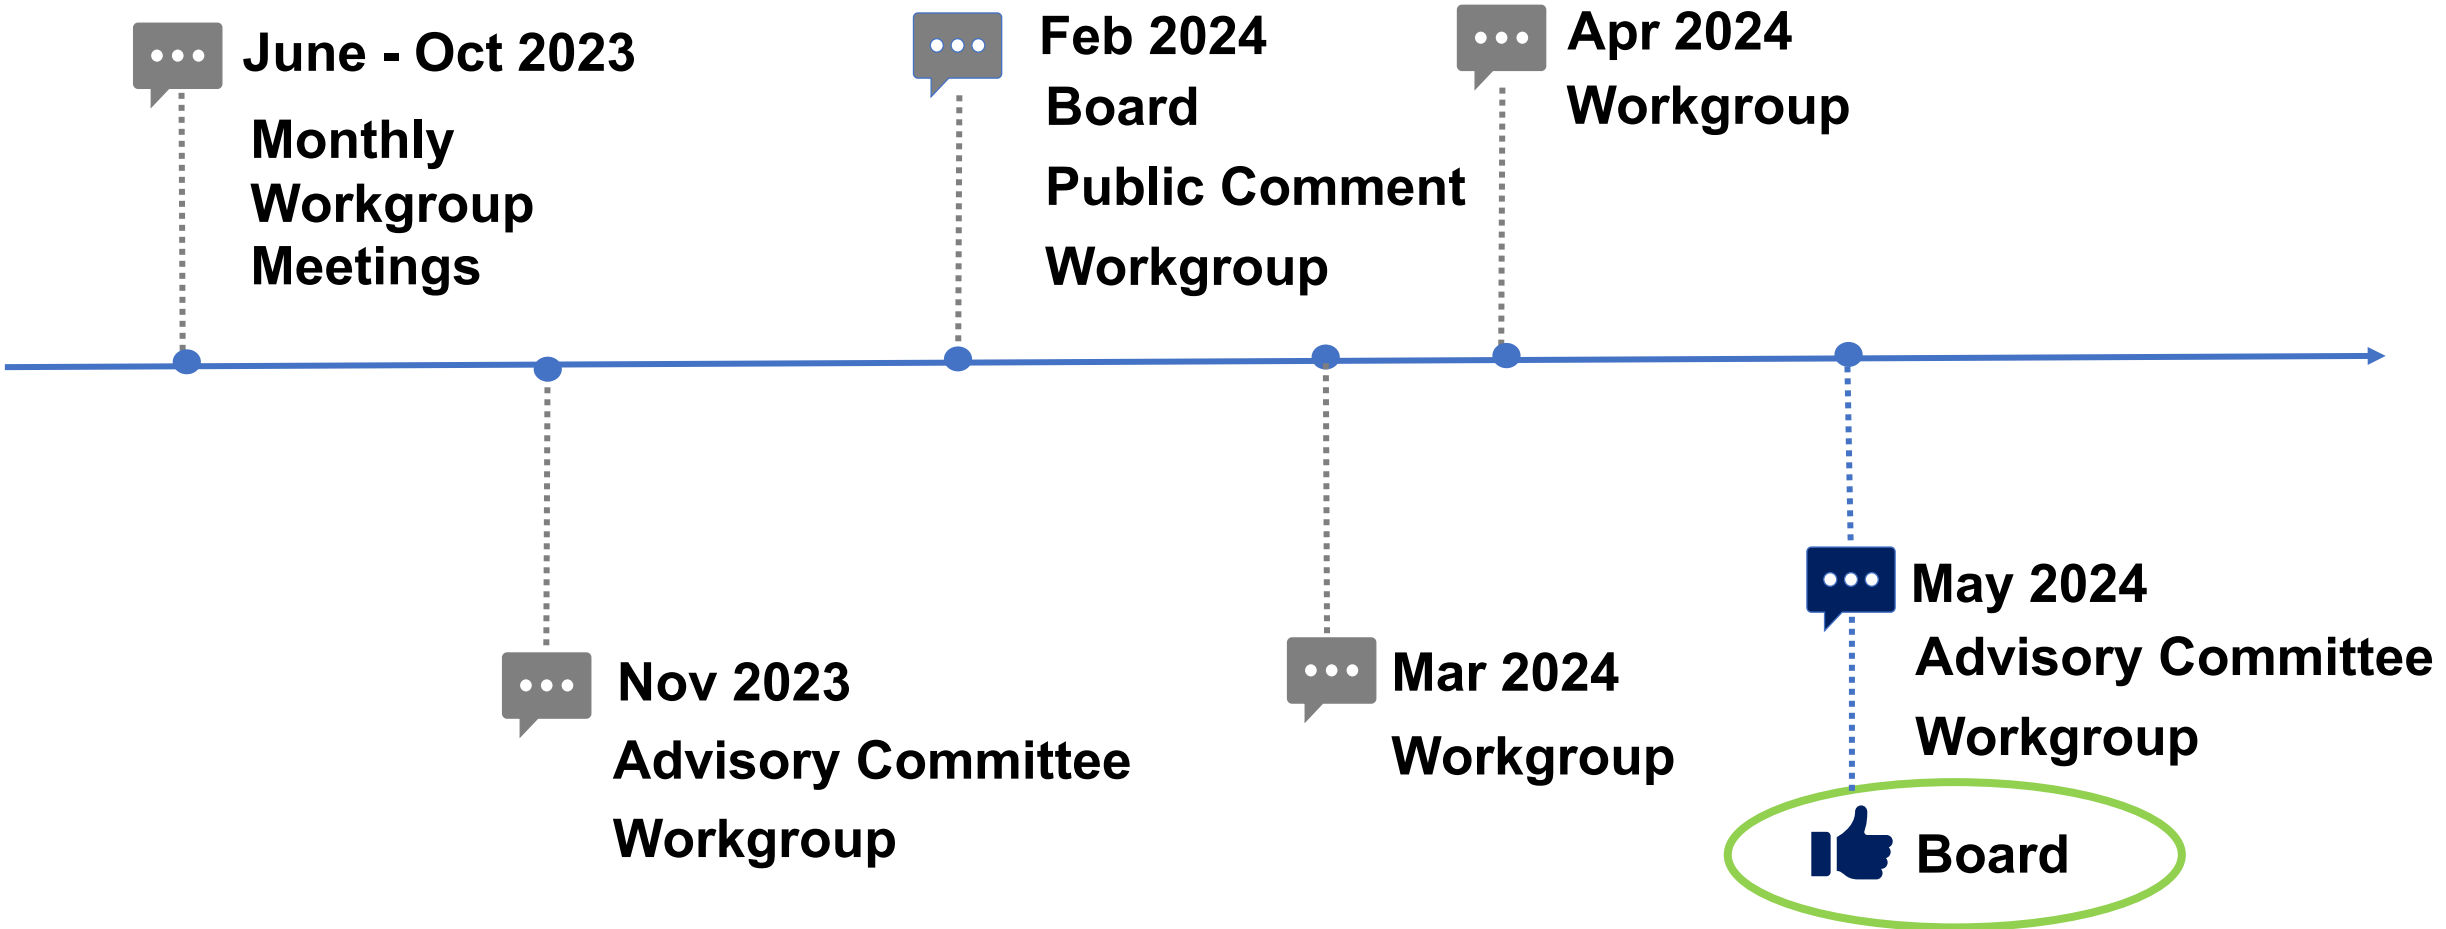 June - Oct 2023
Monthly
Workgroup
Meetings
Nov 2023
Advisory Committee
Workgroup
Feb 2024
Board
Public Comment
Workgroup
Mar 2024
Workgroup
Apr 2024
Workgroup
May 2024
Advisory Committee
Workgroup
Board